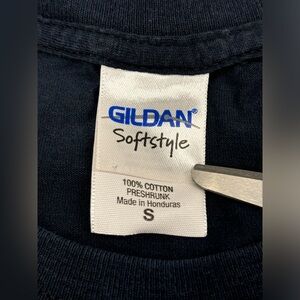 GILDAN®
Softstyle
100% COTTON
PRESHRUNK
Made in Honduras
S